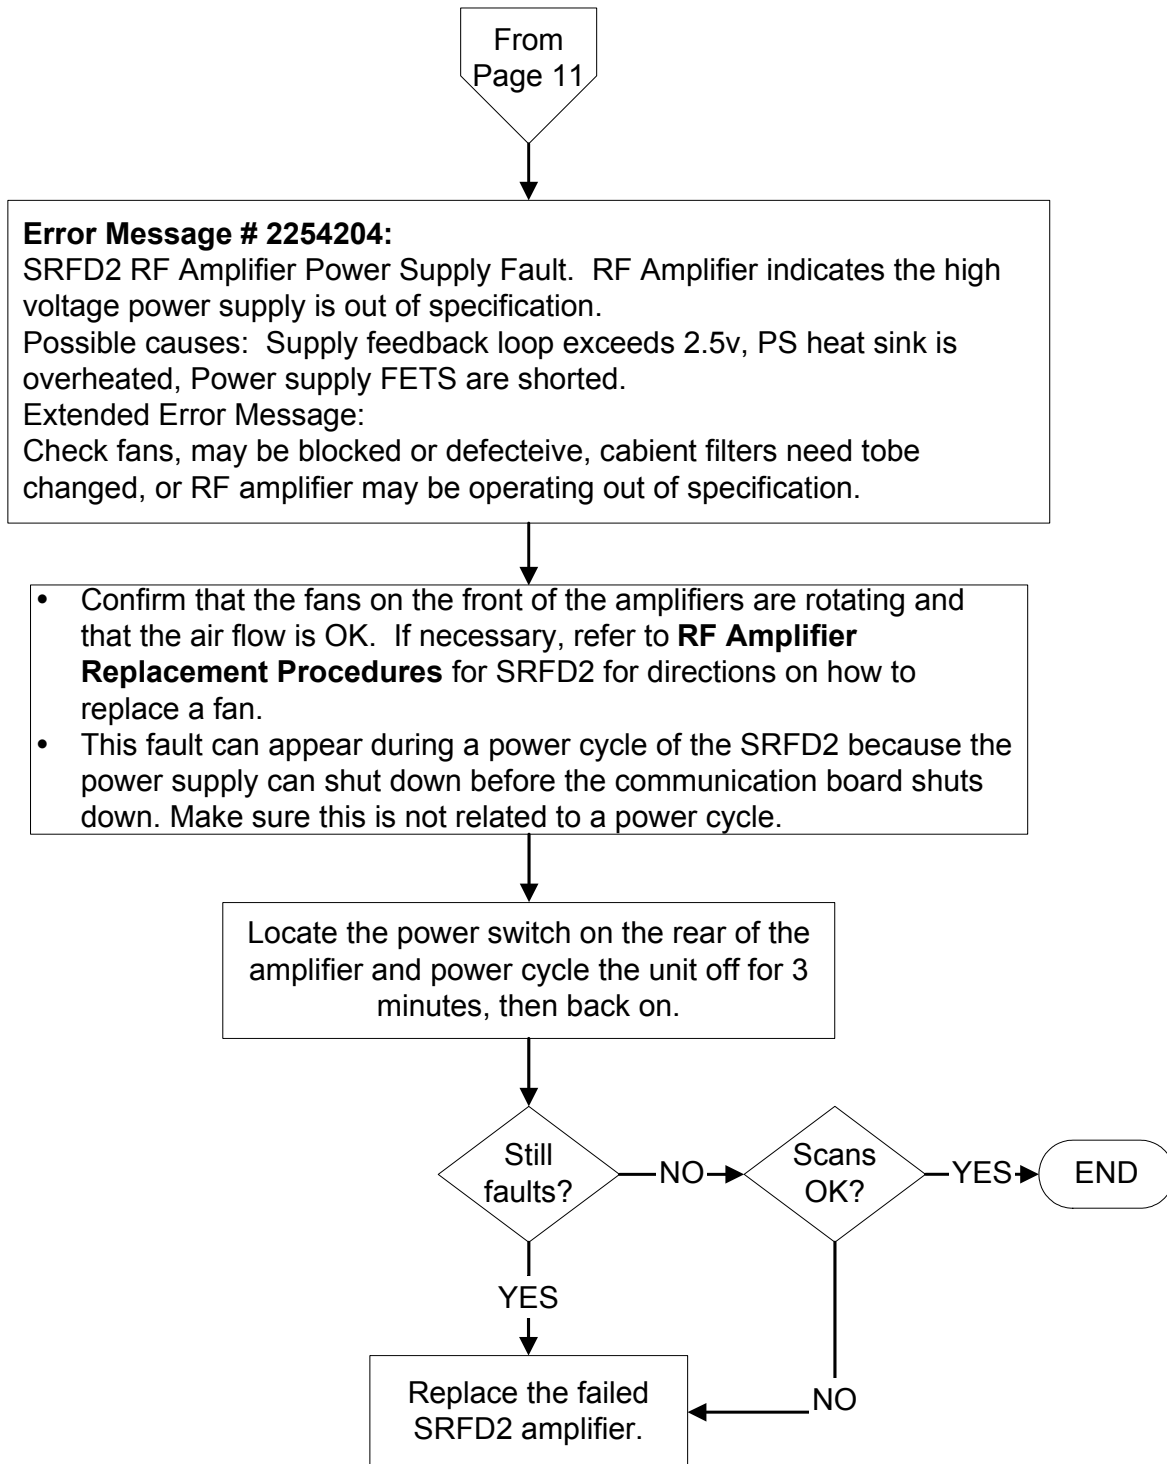 From
Page 11
Error Message # 2254204:
SRFD2 RF Amplifier Power Supply Fault.  RF Amplifier indicates the high
voltage power supply is out of specification.
Possible causes:  Supply feedback loop exceeds 2.5v, PS heat sink is
overheated, Power supply FETS are shorted.
Extended Error Message:
Check fans, may be blocked or defecteive, cabient filters need tobe
changed, or RF amplifier may be operating out of specification.
• Confirm that the fans on the front of the amplifiers are rotating and
that the air flow is OK.  If necessary, refer to RF Amplifier
Replacement Procedures for SRFD2 for directions on how to
replace a fan.
• This fault can appear during a power cycle of the SRFD2 because the
power supply can shut down before the communication board shuts
down. Make sure this is not related to a power cycle.
Locate the power switch on the rear of the
amplifier and power cycle the unit off for 3
minutes, then back on.
Still
faults?
NO
Scans
OK?
YES
END
YES
NO
Replace the failed
SRFD2 amplifier.